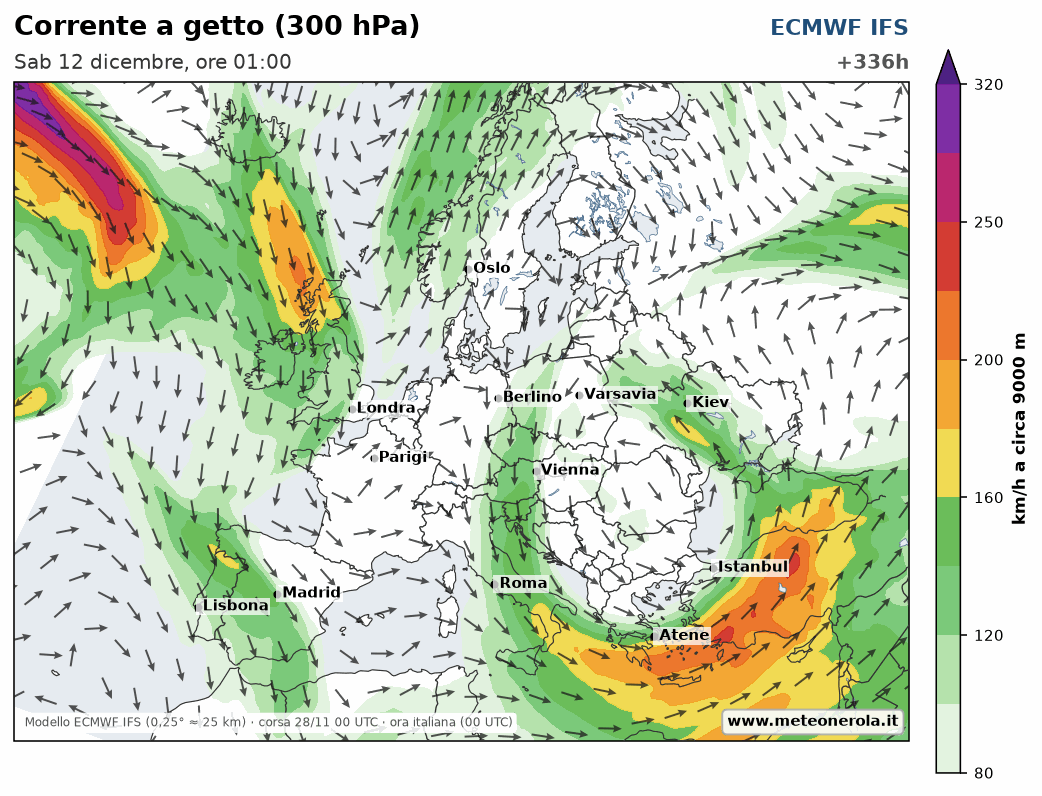 Corrente a getto (300 hPa)
ECMWF IFS
Sab 12 dicembre, ore 01:00
+336h
320
250
200
160
120
80
km/h a circa 9000 m
Oslo
Londra
Berlino
Varsavia
Kiev
Parigi
Vienna
Istanbul
Roma
Madrid
Lisbona
Atene
Modello ECMWF IFS (0,25° ≈ 25 km) · corsa 28/11 00 UTC · ora italiana (00 UTC)
www.meteonerola.it